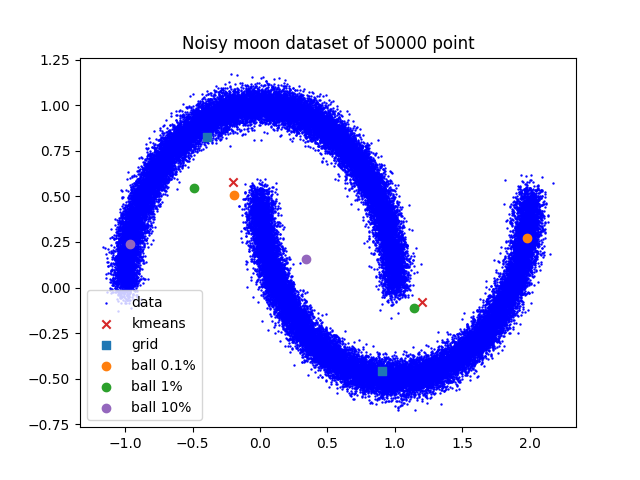 Noisy moon dataset of 50000 point
1.25
1.00
0.75
0.50
0.25
0.00
−0.25
−0.50
−0.75
data
kmeans
grid
ball 0.1%
ball 1%
ball 10%
−1.0 −0.5 0.0 0.5 1.0 1.5 2.0